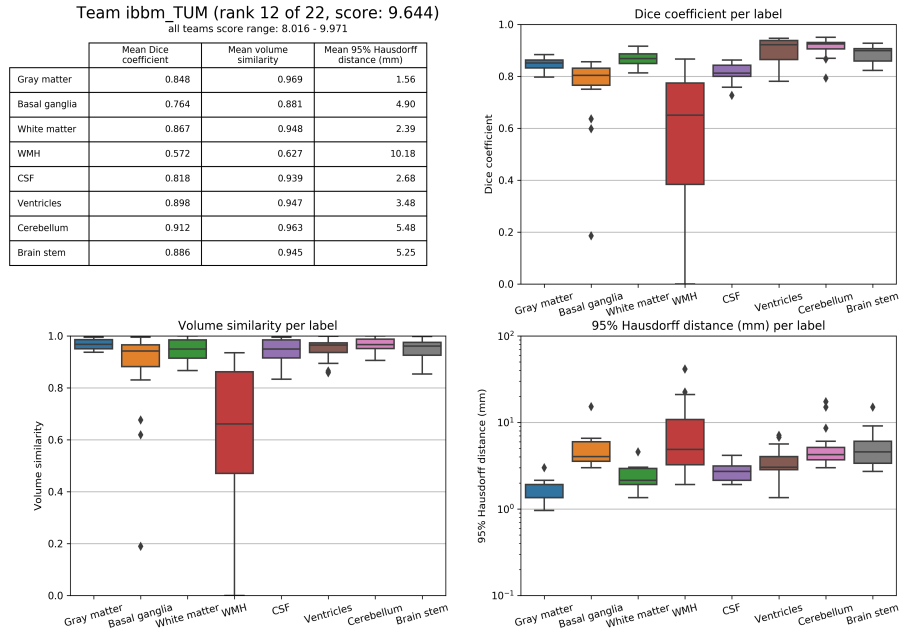 Team ibbm_TUM (rank 12 of 22, score: 9.644)
all teams score range: 8.016 - 9.971
Mean Dice coefficient Mean volume similarity Mean 95% Hausdorff distance (mm)
Gray matter 0.848 0.969 1.56
Basal ganglia 0.764 0.881 4.90
White matter 0.867 0.948 2.39
WMH 0.572 0.627 10.18
CSF 0.818 0.939 2.68
Ventricles 0.898 0.947 3.48
Cerebellum 0.912 0.963 5.48
Brain stem 0.886 0.945 5.25
Dice coefficient per label
Dice coefficient
1.0
0.8
0.6
0.4
0.2
0.0
Gray matter Basal ganglia White matter WMH CSF Ventricles Cerebellum Brain stem
Volume similarity per label
Volume similarity
1.0
0.8
0.6
0.4
0.2
0.0
Gray matter Basal ganglia White matter WMH CSF Ventricles Cerebellum Brain stem
95% Hausdorff distance (mm) per label
95% Hausdorff distance (mm)
10²
10¹
10⁰
10⁻¹
Gray matter Basal ganglia White matter WMH CSF Ventricles Cerebellum Brain stem